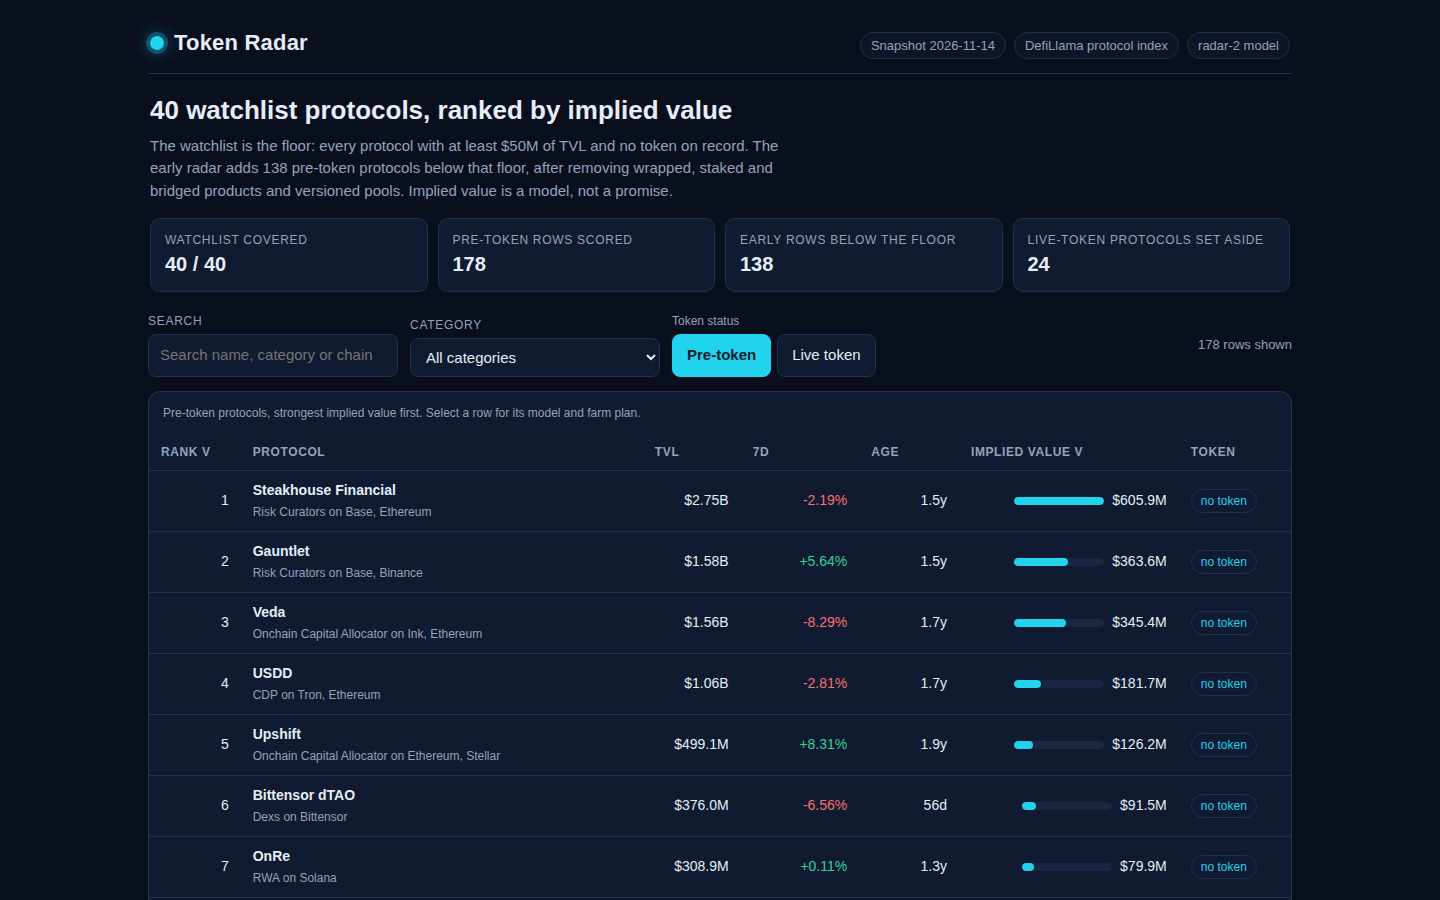 Token Radar
Snapshot 2026-11-14
DefiLlama protocol index
radar-2 model
40 watchlist protocols, ranked by implied value
The watchlist is the floor: every protocol with at least $50M of TVL and no token on record. The
early radar adds 138 pre-token protocols below that floor, after removing wrapped, staked and
bridged products and versioned pools. Implied value is a model, not a promise.
WATCHLIST COVERED
40 / 40
PRE-TOKEN ROWS SCORED
178
EARLY ROWS BELOW THE FLOOR
138
LIVE-TOKEN PROTOCOLS SET ASIDE
24
SEARCH
Search name, category or chain
CATEGORY
All categories
Token status
Pre-token
Live token
178 rows shown
Pre-token protocols, strongest implied value first. Select a row for its model and farm plan.
RANK V PROTOCOL TVL 7D AGE IMPLIED VALUE V TOKEN
1 Steakhouse Financial $2.75B -2.19% 1.5y $605.9M no token
Risk Curators on Base, Ethereum
2 Gauntlet $1.58B +5.64% 1.5y $363.6M no token
Risk Curators on Base, Binance
3 Veda $1.56B -8.29% 1.7y $345.4M no token
Onchain Capital Allocator on Ink, Ethereum
4 USDD $1.06B -2.81% 1.7y $181.7M no token
CDP on Tron, Ethereum
5 Upshift $499.1M +8.31% 1.9y $126.2M no token
Onchain Capital Allocator on Ethereum, Stellar
6 Bittensor dTAO $376.0M -6.56% 56d $91.5M no token
Dexs on Bittensor
7 OnRe $308.9M +0.11% 1.3y $79.9M no token
RWA on Solana